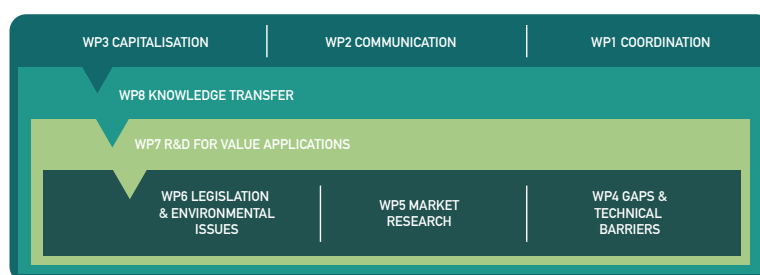 WP3 CAPITALISATION
WP2 COMMUNICATION
WP1 COORDINATION
WP8 KNOWLEDGE TRANSFER
WP7 R&D FOR VALUE APPLICATIONS
WP6 LEGISLATION
& ENVIRONMENTAL
ISSUES
WP5 MARKET
RESEARCH
WP4 GAPS &
TECHNICAL
BARRIERS